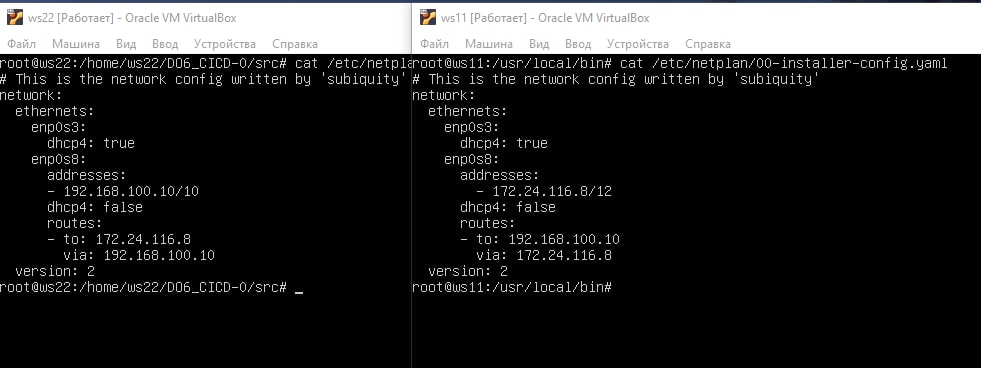 ws22 [Работает] - Oracle VM VirtualBox
Файл Машина Вид Ввод Устройства Справка
root@ws22:/home/ws22/DO6_CICD-0/src# cat /etc/netpla
# This is the network config written by 'subiquity'
network:
  ethernets:
    enp0s3:
      dhcp4: true
    enp0s8:
      addresses:
      - 192.168.100.10/10
      dhcp4: false
      routes:
      - to: 172.24.116.8
        via: 192.168.100.10
  version: 2
root@ws22:/home/ws22/DO6_CICD-0/src# _
ws11 [Работает] - Oracle VM VirtualBox
Файл Машина Вид Ввод Устройства Справка
root@ws11:/usr/local/bin# cat /etc/netplan/00-installer-config.yaml
# This is the network config written by 'subiquity'
network:
  ethernets:
    enp0s3:
      dhcp4: true
    enp0s8:
      addresses:
        - 172.24.116.8/12
      dhcp4: false
      routes:
      - to: 192.168.100.10
        via: 172.24.116.8
  version: 2
root@ws11:/usr/local/bin#